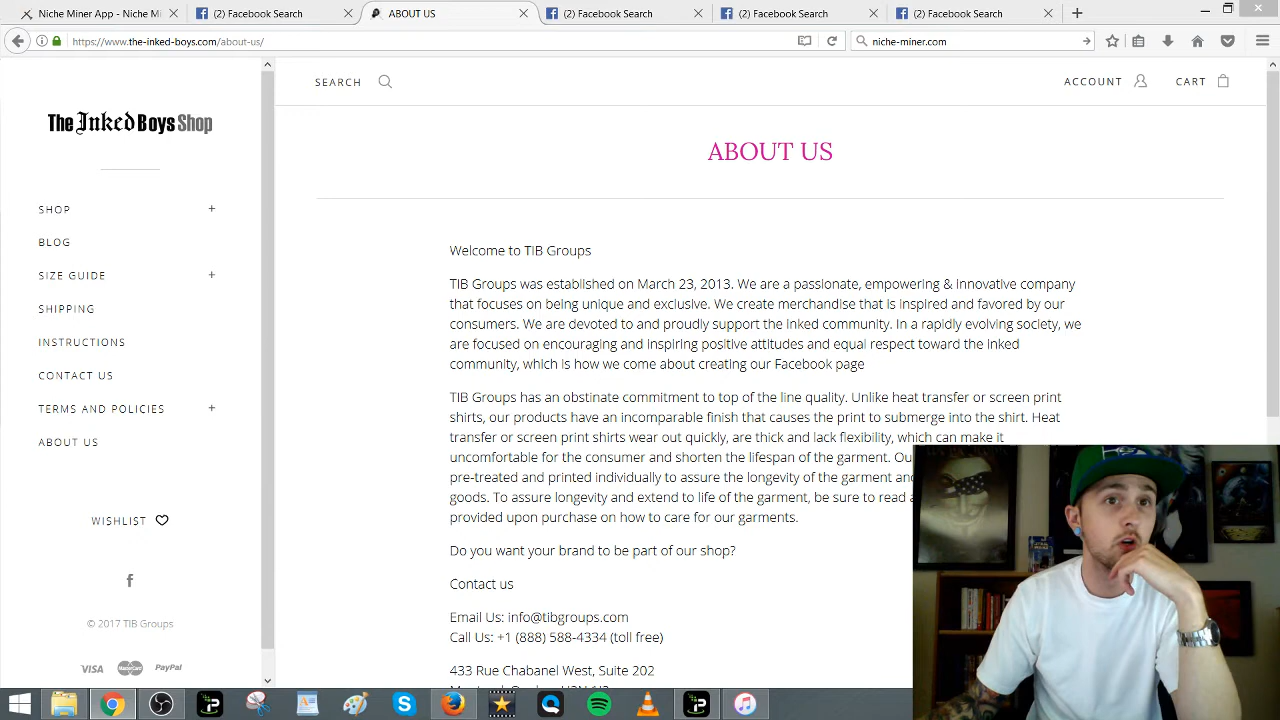 Niche Miner App - Niche Mi
(2) Facebook Search
ABOUT US
(2) Facebook Search
(2) Facebook Search
(2) Facebook Search
https://www.the-inked-boys.com/about-us/
niche-miner.com
The Inked Boys Shop
SHOP
BLOG
SIZE GUIDE
SHIPPING
INSTRUCTIONS
CONTACT US
TERMS AND POLICIES
ABOUT US
WISHLIST
© 2017 TIB Groups
VISA MasterCard PayPal
SEARCH
ACCOUNT
CART
ABOUT US
Welcome to TIB Groups
TIB Groups was established on March 23, 2013. We are a passionate, empowering & Innovative company
that focuses on being unique and exclusive. We create merchandise that is inspired and favored by our
consumers. We are devoted to and proudly support the inked community. In a rapidly evolving society, we
are focused on encouraging and inspiring positive attitudes and equal respect toward the inked
community, which is how we come about creating our Facebook page
TIB Groups has an obstinate commitment to top of the line quality. Unlike heat transfer or screen print
shirts, our products have an incomparable finish that causes the print to submerge into the shirt. Heat
transfer or screen print shirts wear out quickly, are thick and lack flexibility, which can make it
uncomfortable for the consumer and shorten the lifespan of the garment. Ou
pre-treated and printed individually to assure the longevity of the garment and
goods. To assure longevity and extend to life of the garment, be sure to read a
provided upon purchase on how to care for our garments.
Do you want your brand to be part of our shop?
Contact us
Email Us: info@tibgroups.com
Call Us: +1 (888) 588-4334 (toll free)
433 Rue Chabanel West, Suite 202